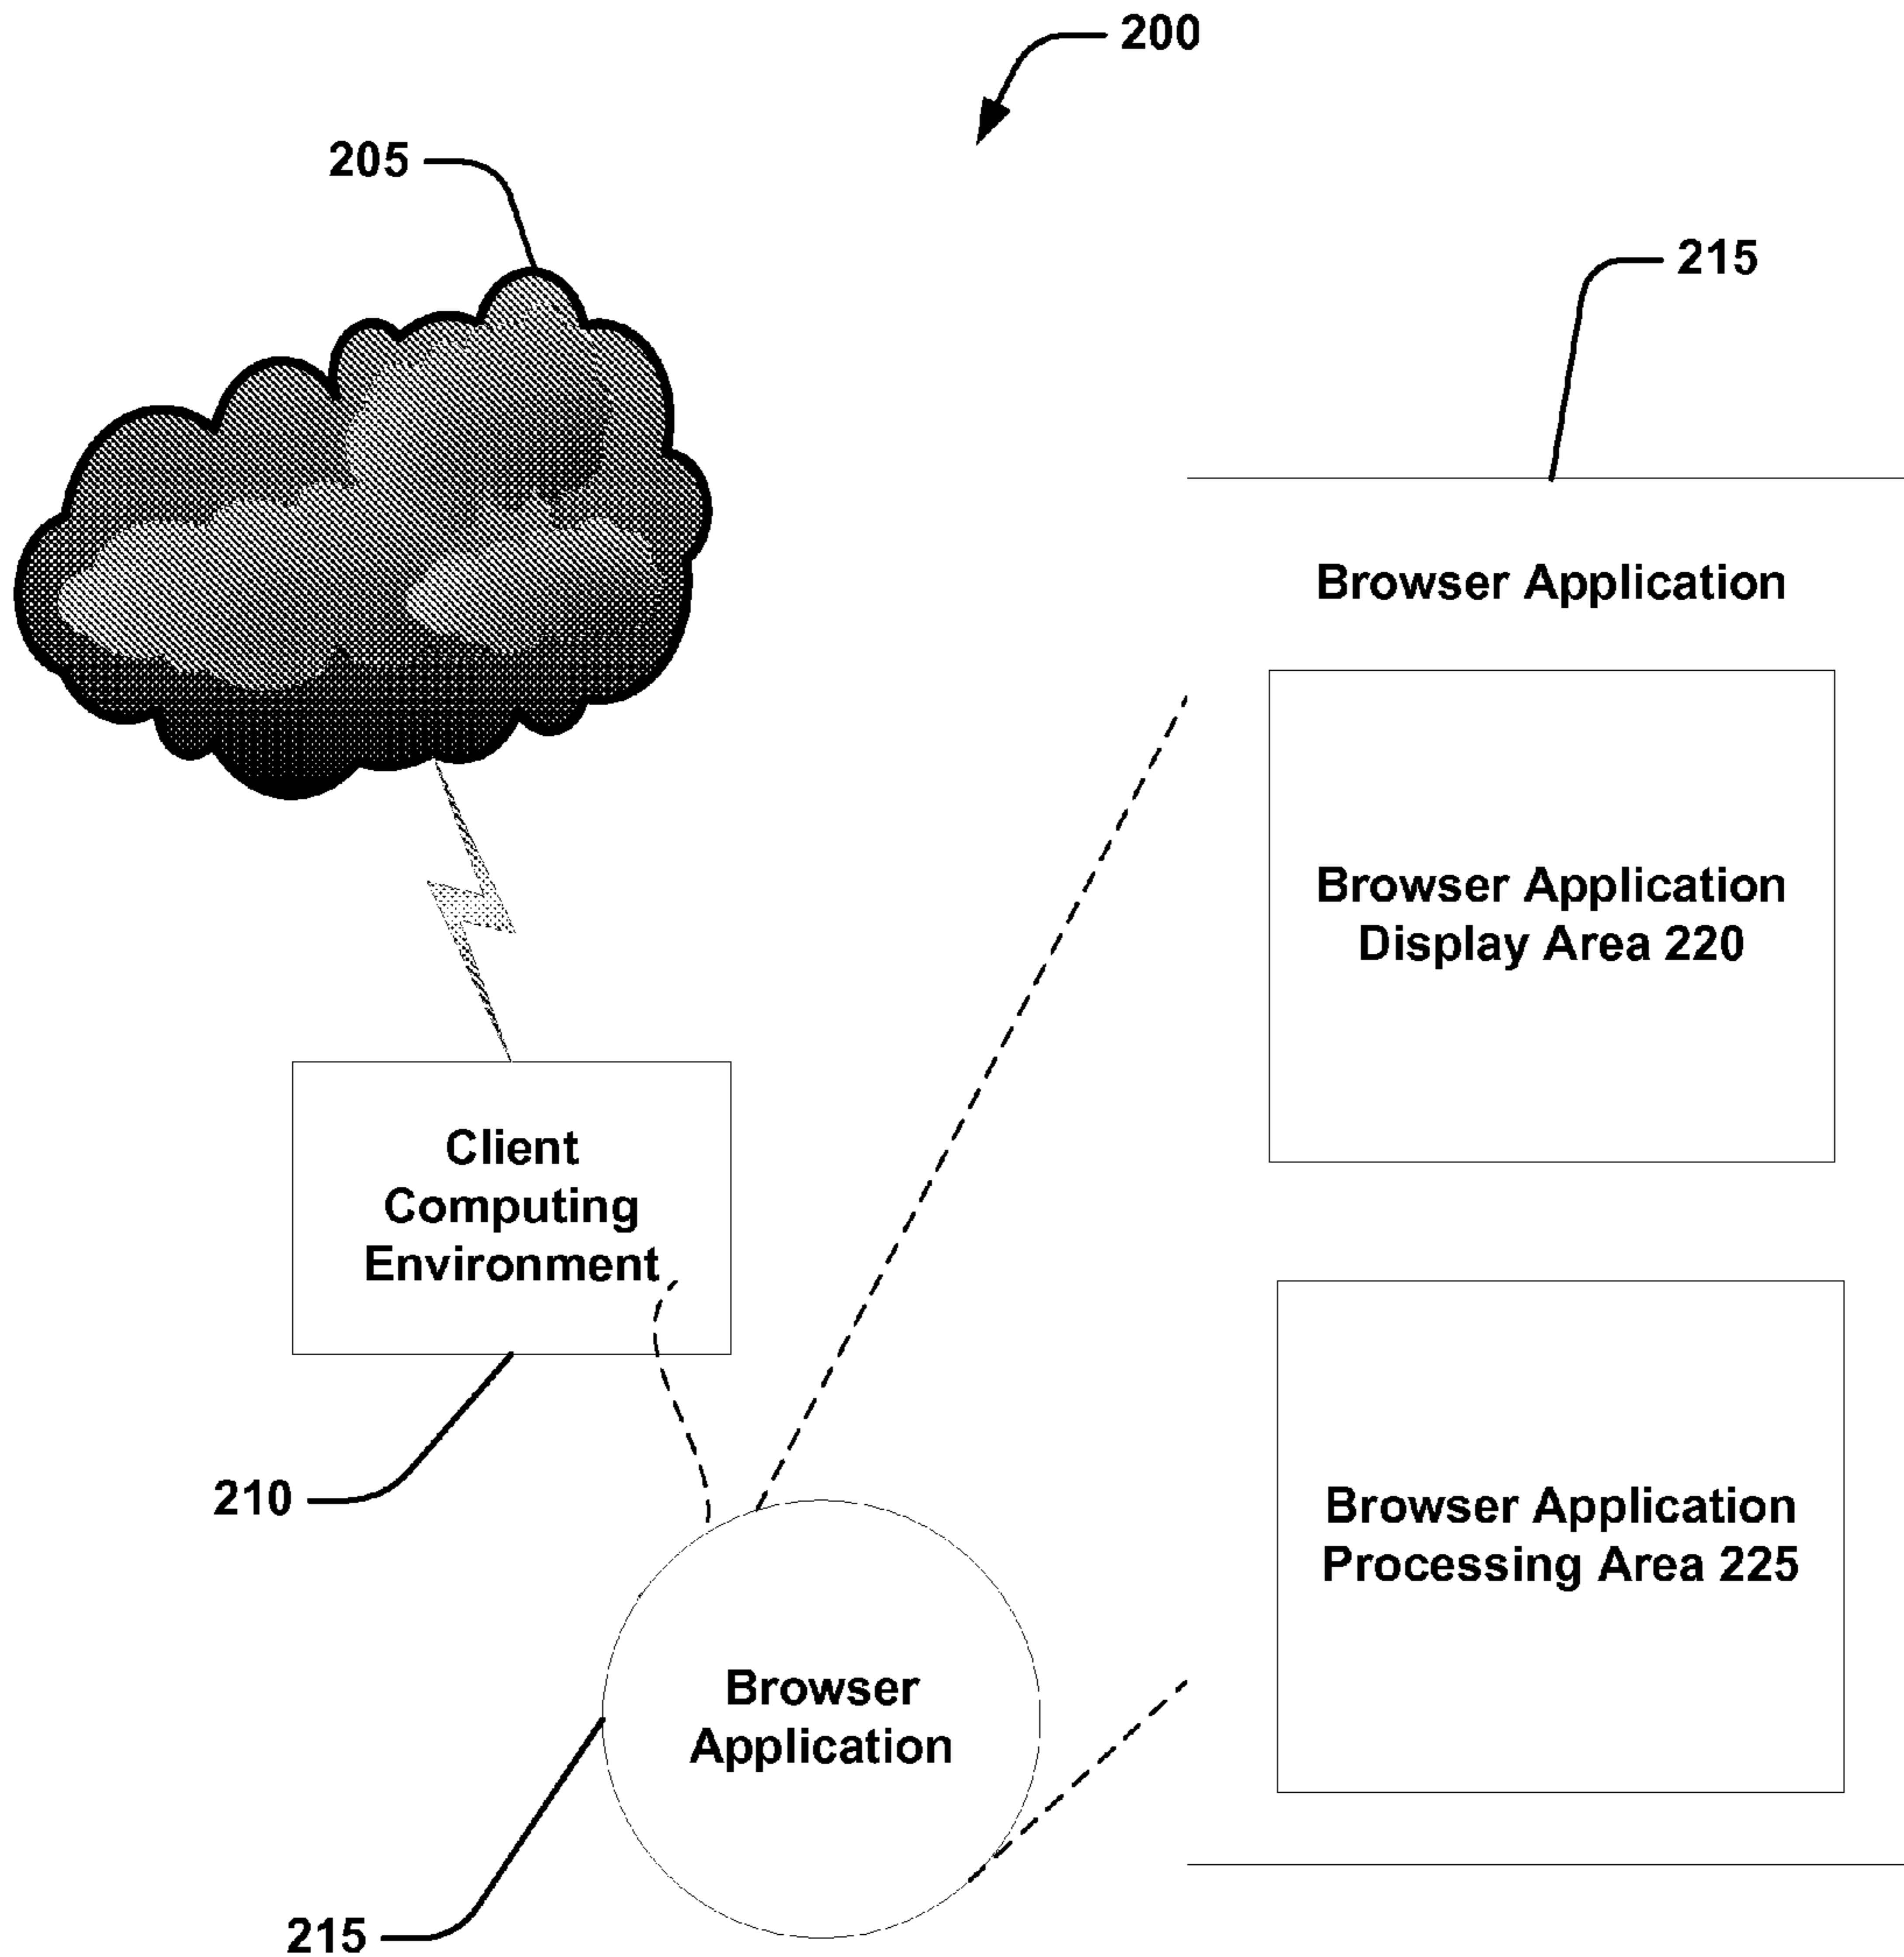 200
205
215
Browser Application
Browser Application
Display Area 220
Client
Computing
Environment
210
Browser Application
Processing Area 225
Browser
Application
215